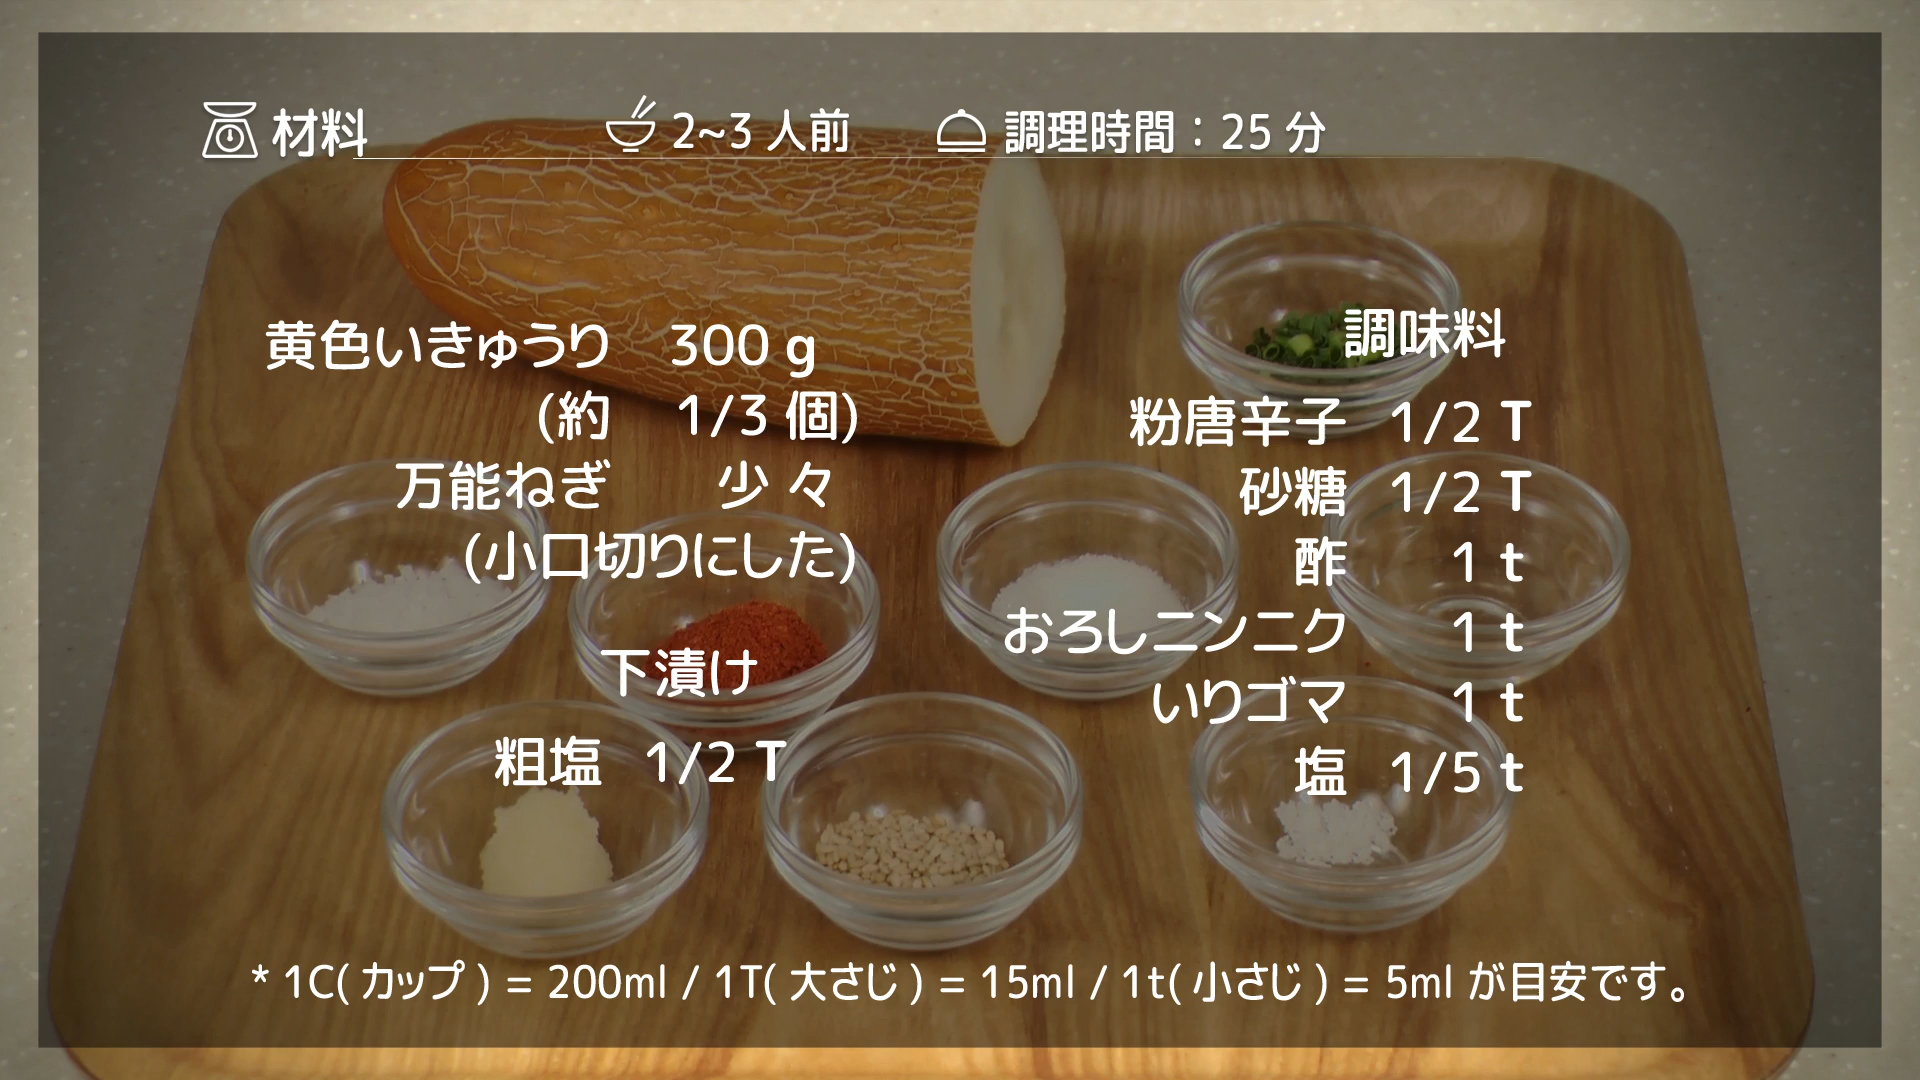 材料
2~3 人前
調理時間：25 分
黄色いきゅうり 300 g
(約 1/3 個)
万能ねぎ 少々
(小口切りにした)
下漬け
粗塩 1/2 T
調味料
粉唐辛子 1/2 T
砂糖 1/2 T
酢 1 t
おろしニンニク 1 t
いりゴマ 1 t
塩 1/5 t
* 1C( カップ ) = 200ml / 1T( 大さじ ) = 15ml / 1t( 小さじ ) = 5ml が目安です。